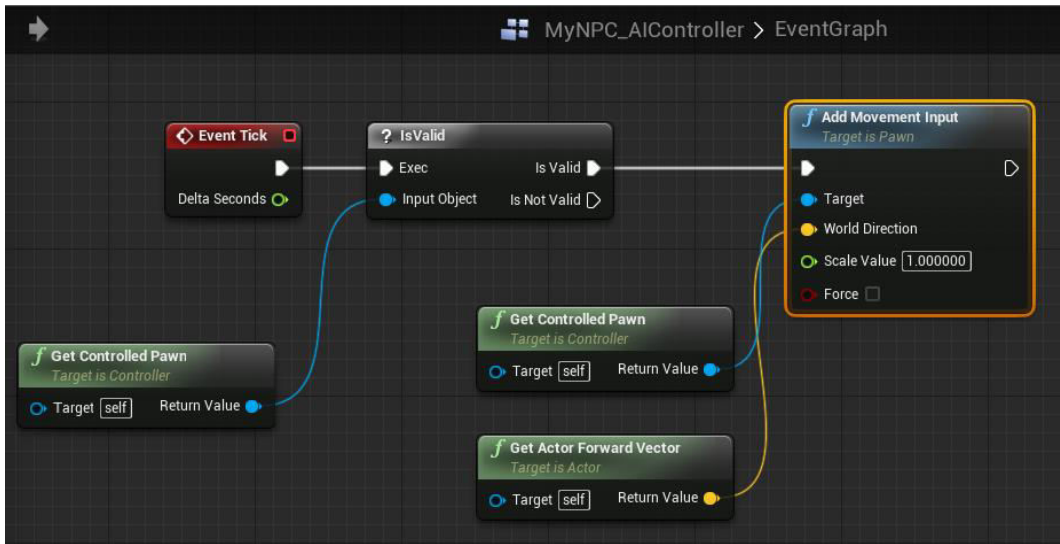 MyNPC_AIController > EventGraph
Event Tick
Delta Seconds
? IsValid
Exec
Is Valid
Input Object
Is Not Valid
f Add Movement Input
Target is Pawn
Target
World Direction
Scale Value 1.000000
Force
f Get Controlled Pawn
Target is Controller
Target self
Return Value
f Get Controlled Pawn
Target is Controller
Target self
Return Value
f Get Actor Forward Vector
Target is Actor
Target self
Return Value